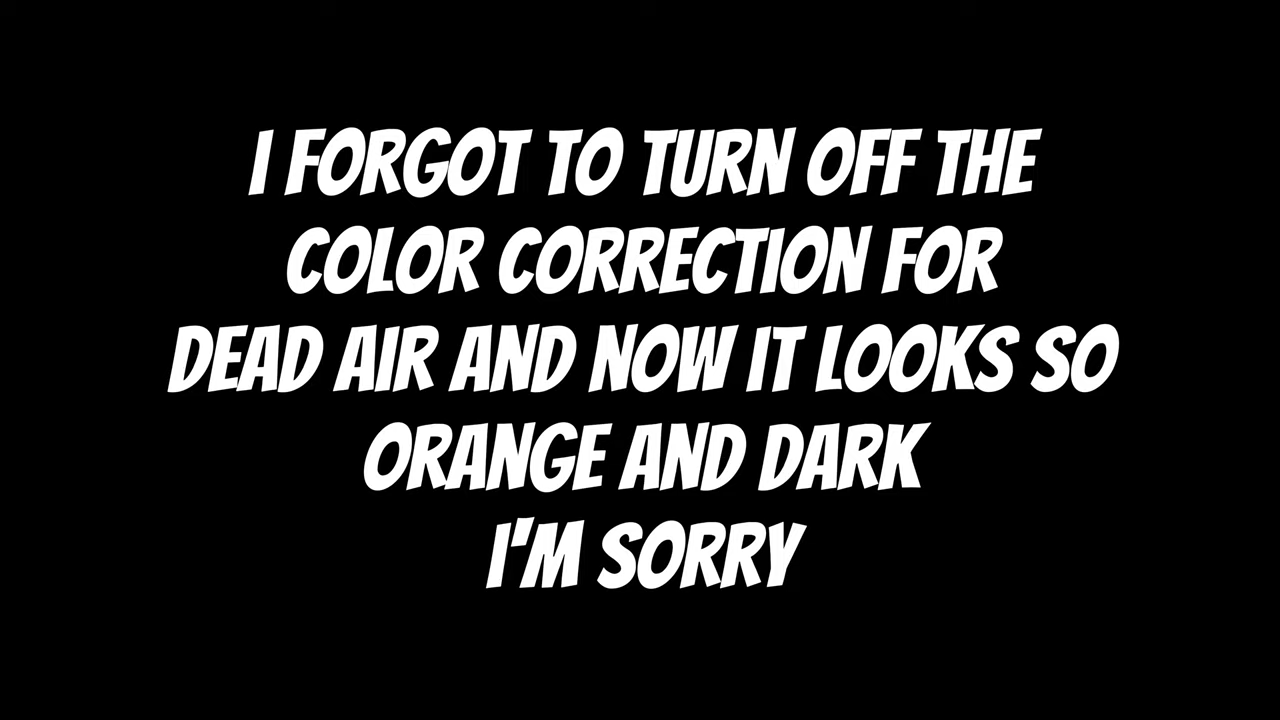 I FORGOT TO TURN OFF THE
COLOR CORRECTION FOR
DEAD AIR AND NOW IT LOOKS SO
ORANGE AND DARK
I'M SORRY